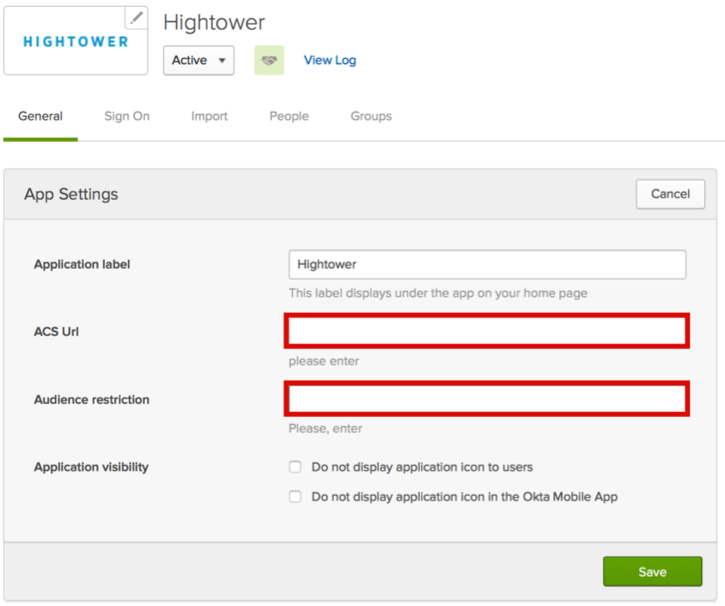 HIGHTOWER
Hightower
Active
View Log
General Sign On Import People Groups
App Settings
Cancel
Application label
Hightower
This label displays under the app on your home page
ACS Url
please enter
Audience restriction
Please, enter
Application visibility
Do not display application icon to users
Do not display application icon in the Okta Mobile App
Save